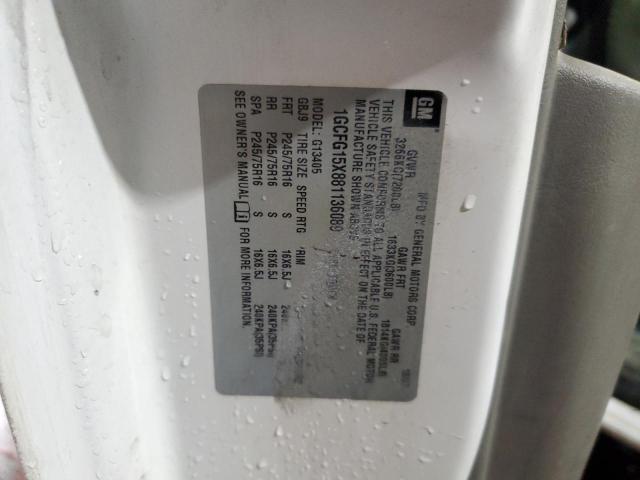 GM
MFD BY GENERAL MOTORS CORP
GVWR GAWR FRT GAWR RR
3266KG(7200LB) 1633KG(3600LB)
THIS VEHICLE CONFORMS TO ALL APPLICABLE U.S. FEDERAL MOTOR
VEHICLE SAFETY STANDARDS IN EFFECT ON THE DATE OF
MANUFACTURE SHOWN ABOVE.
1GCFG15X881136089
MODEL: G13405
GBJ9 TIRE SIZE SPEED RTG RIM
FRT P245/75R16 S 16X6.5J
RR P245/75R16 S 16X6.5J 240KPA(35PSI)
SPA P245/75R16 S 16X6.5J 240KPA(35PSI)
SEE OWNER'S MANUAL FOR MORE INFORMATION.